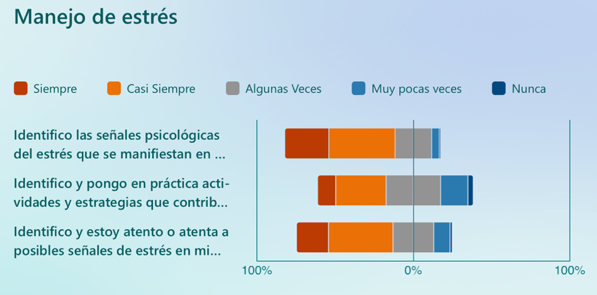 Manejo de estrés
Siempre
Casi Siempre
Algunas Veces
Muy pocas veces
Nunca
Identifico las señales psicológicas
del estrés que se manifiestan en ...
Identifico y pongo en práctica acti-
vidades y estrategias que contrib...
Identifico y estoy atento o atenta a
posibles señales de estrés en mi...
100%
0%
100%